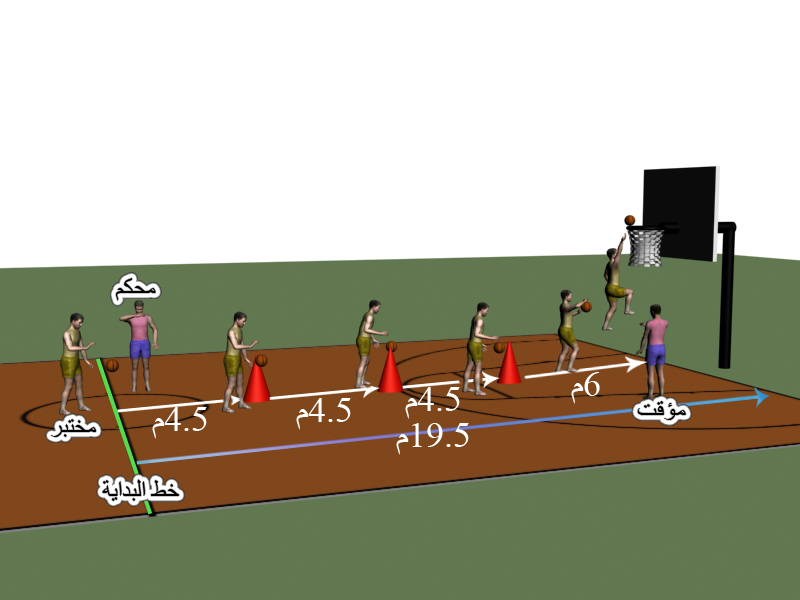 محكم
مختبر
4.5م
4.5م
4.5م
6م
مؤقت
19.5م
خط البداية